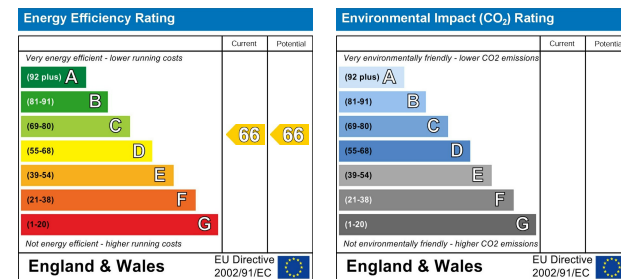 Energy Efficiency Rating
Current Potential
Very energy efficient - lower running costs
(92 plus) A
(81-91) B
(69-80) C
(55-68) D
(39-54) E
(21-38) F
(1-20) G
66 66
Not energy efficient - higher running costs
England & Wales
EU Directive
2002/91/EC
Environmental Impact (CO₂) Rating
Current Potential
Very environmentally friendly - lower CO2 emissions
(92 plus) A
(81-91) B
(69-80) C
(55-68) D
(39-54) E
(21-38) F
(1-20) G
Not environmentally friendly - higher CO2 emissions
England & Wales
EU Directive
2002/91/EC